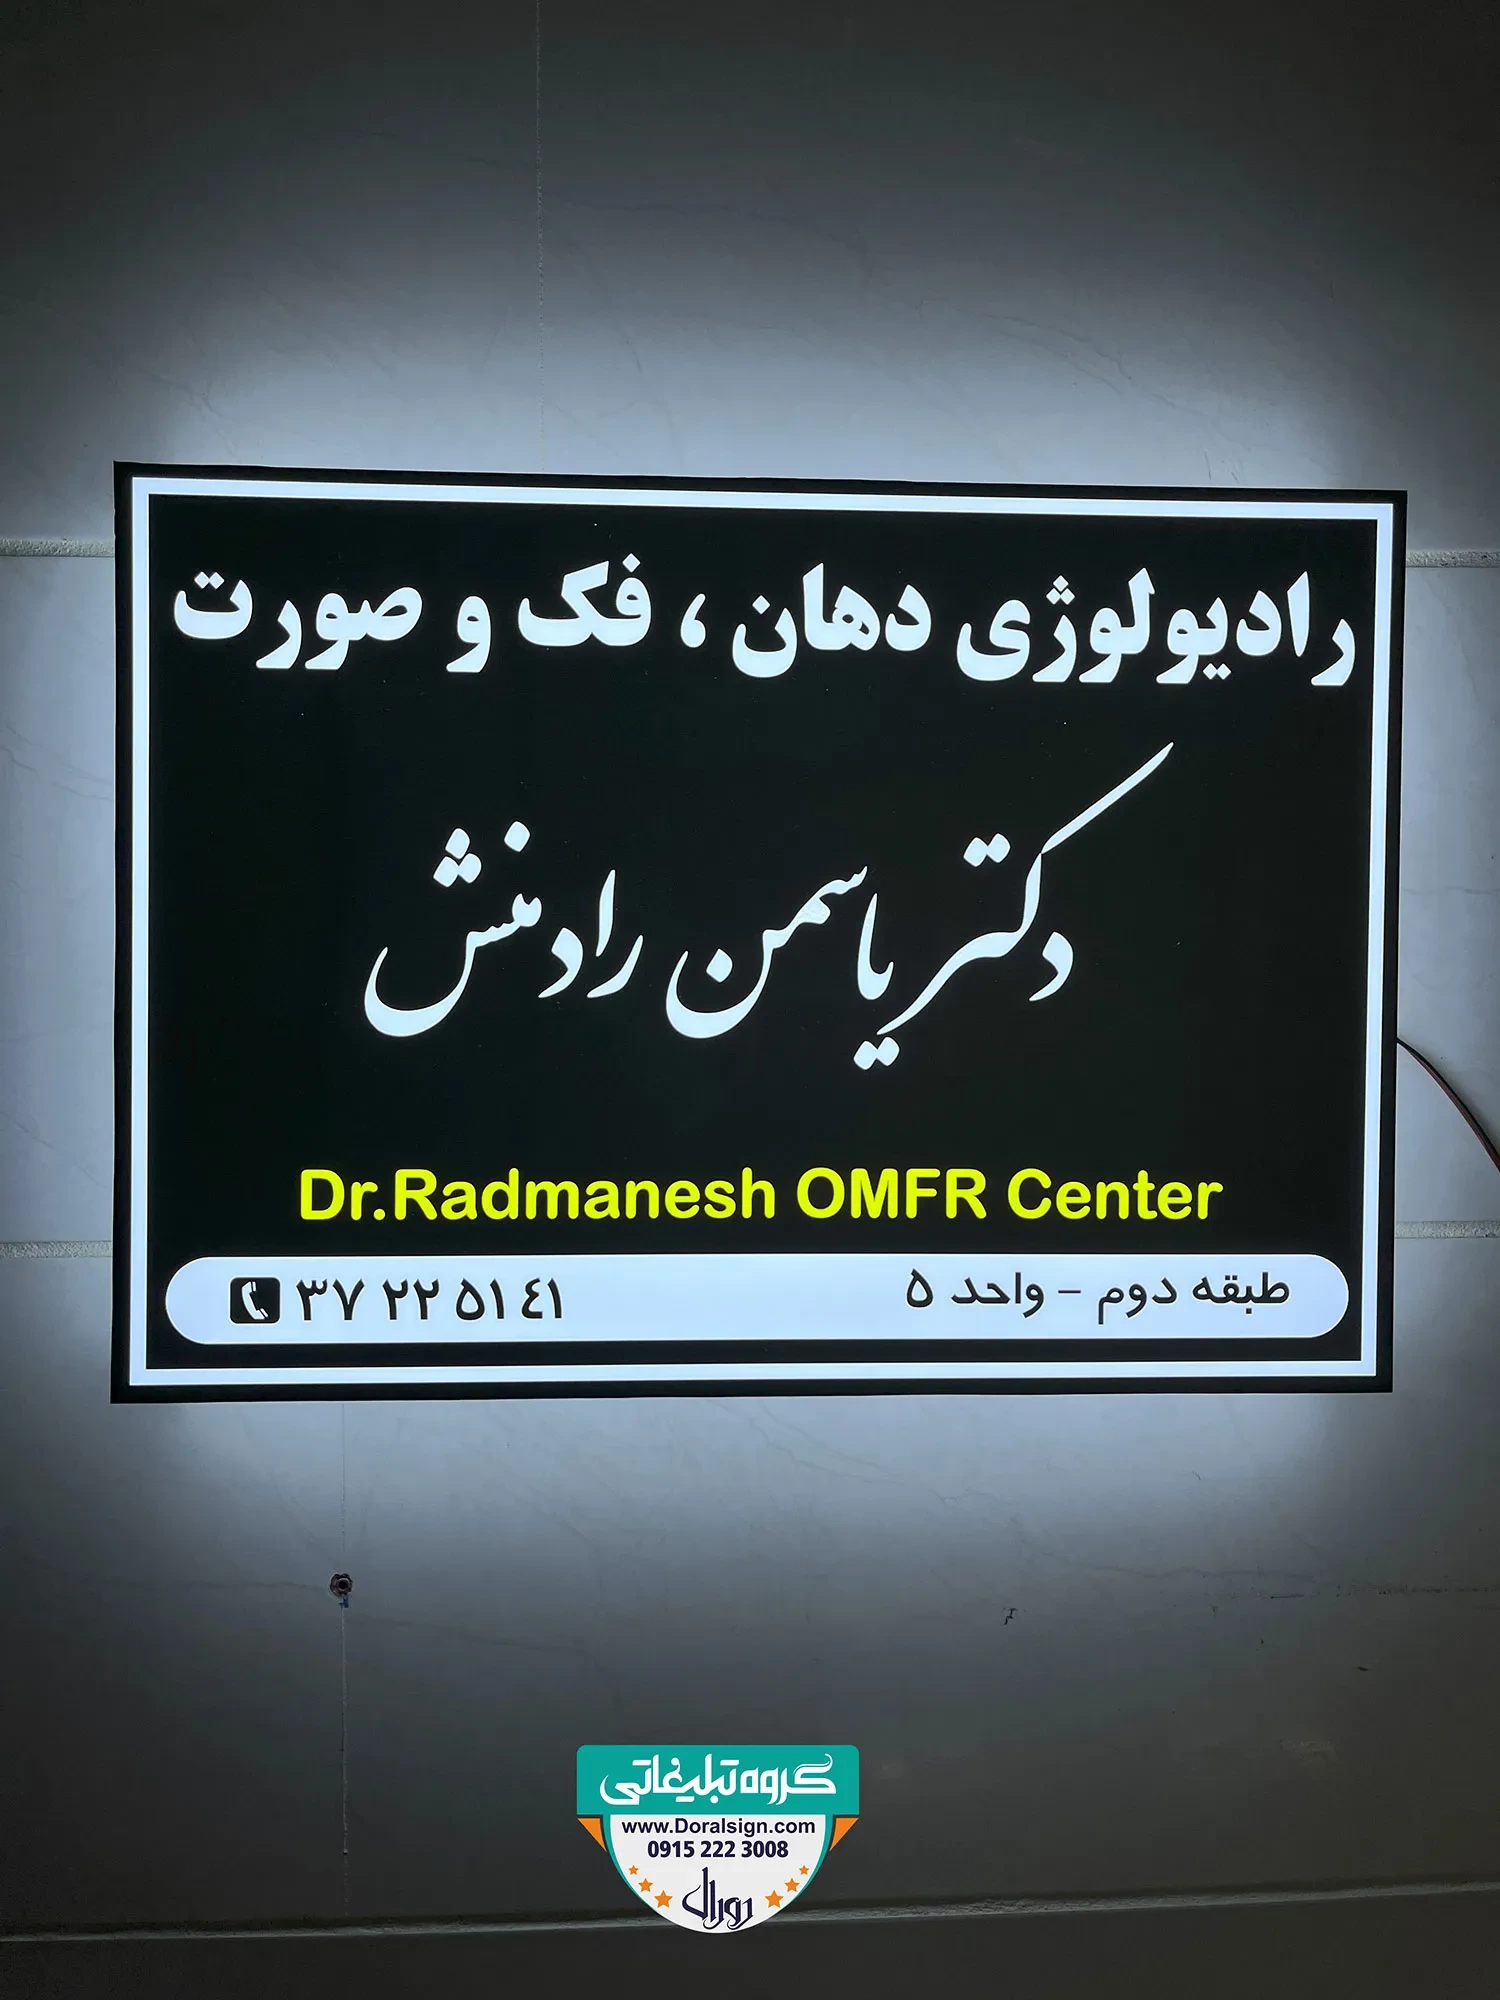 رادیولوژی دهان ، فک و صورت
دکتر یاسمن رادمنش
Dr.Radmanesh OMFR Center
طبقه دوم - واحد ۵
۳۷ ۲۲ ۵۱ ۴۱
گروه تبلیغاتی
www.Doralsign.com
0915 222 3008
دورال